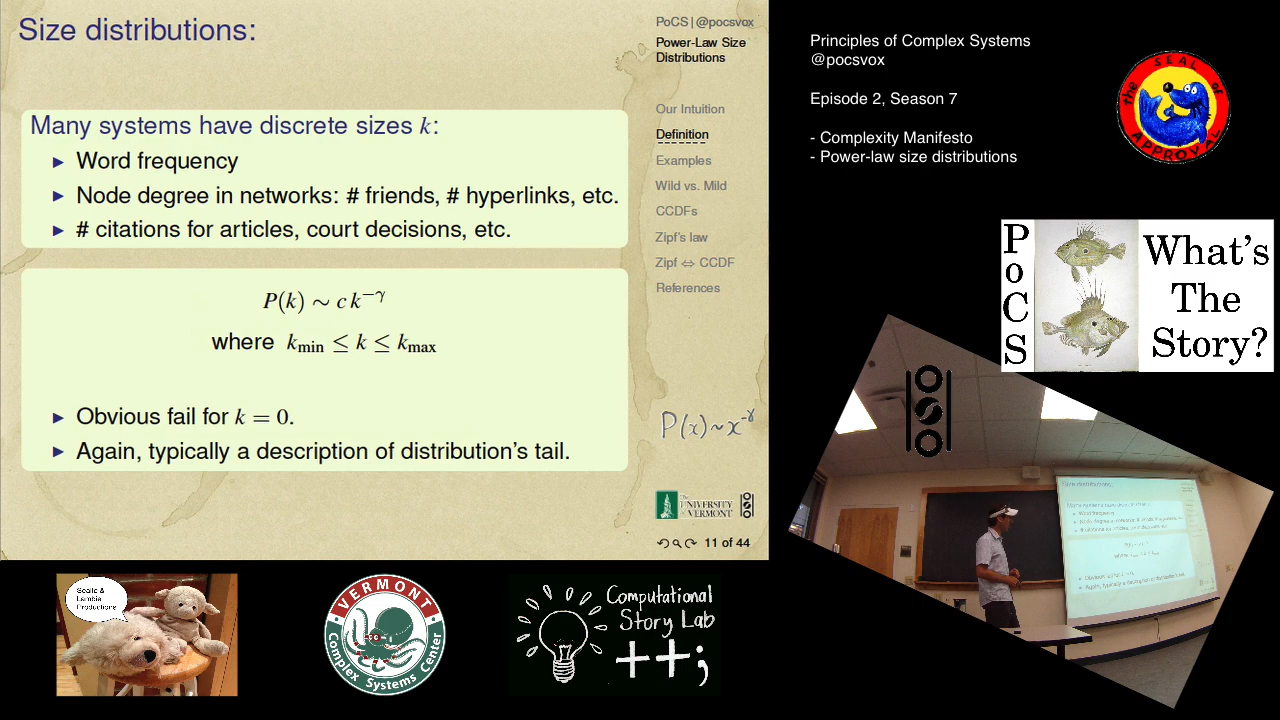 Size distributions:
Many systems have discrete sizes k:
▶ Word frequency
▶ Node degree in networks: # friends, # hyperlinks, etc.
▶ # citations for articles, court decisions, etc.
P(k) ∼ c k^{−γ}
where k_min ≤ k ≤ k_max
▶ Obvious fail for k = 0.
▶ Again, typically a description of distribution's tail.
PoCS | @pocsvox
Power-Law Size
Distributions
Our Intuition
Definition
Examples
Wild vs. Mild
CCDFs
Zipf's law
Zipf ⇔ CCDF
References
P(x)~x^{-γ}
The
UNIVERSITY
of VERMONT
11 of 44
Principles of Complex Systems
@pocsvox
Episode 2, Season 7
- Complexity Manifesto
- Power-law size distributions
the SEAL of
APPROVAL
PoCS
What's
The
Story?
Size distributions:
Sealie &
Lambie
Productions
VERMONT
Complex Systems Center
Computational
Story Lab
++;